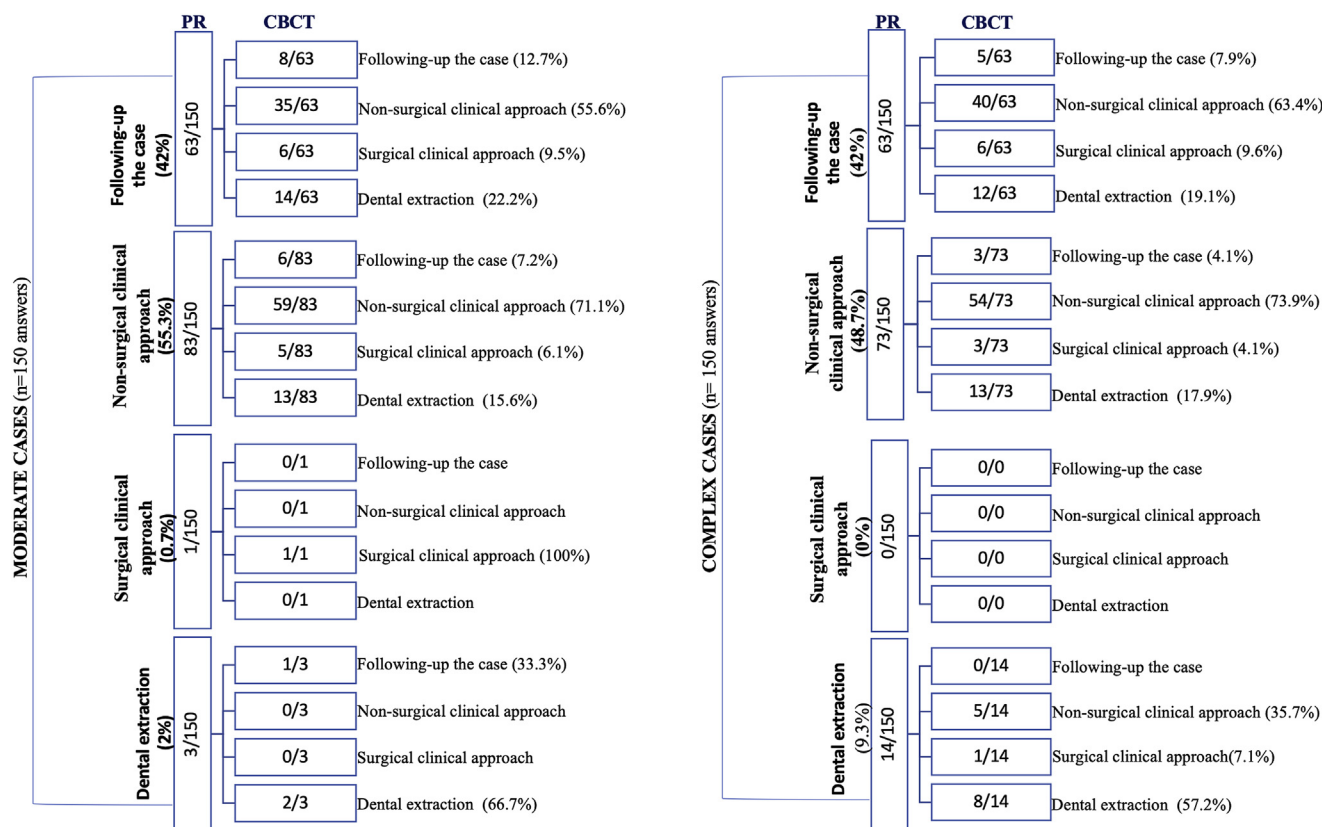 PR CBCT
MODERATE CASES (n=150 answers)
Following-up
the case
(42%)
63/150
8/63 Following-up the case (12.7%)
35/63 Non-surgical clinical approach (55.6%)
6/63 Surgical clinical approach (9.5%)
14/63 Dental extraction (22.2%)
Non-surgical clinical
approach
(55.3%)
83/150
6/83 Following-up the case (7.2%)
59/83 Non-surgical clinical approach (71.1%)
5/83 Surgical clinical approach (6.1%)
13/83 Dental extraction (15.6%)
Surgical clinical
approach
(0.7%)
1/150
0/1 Following-up the case
0/1 Non-surgical clinical approach
1/1 Surgical clinical approach (100%)
0/1 Dental extraction
Dental extraction
(2%)
3/150
1/3 Following-up the case (33.3%)
0/3 Non-surgical clinical approach
0/3 Surgical clinical approach
2/3 Dental extraction (66.7%)
PR CBCT
COMPLEX CASES (n= 150 answers)
Following-up
the case
(42%)
63/150
5/63 Following-up the case (7.9%)
40/63 Non-surgical clinical approach (63.4%)
6/63 Surgical clinical approach (9.6%)
12/63 Dental extraction (19.1%)
Non-surgical
clinical approach
(48.7%)
73/150
3/73 Following-up the case (4.1%)
54/73 Non-surgical clinical approach (73.9%)
3/73 Surgical clinical approach (4.1%)
13/73 Dental extraction (17.9%)
Surgical clinical
approach
(0%)
0/150
0/0 Following-up the case
0/0 Non-surgical clinical approach
0/0 Surgical clinical approach
0/0 Dental extraction
Dental extraction
(9.3%)
14/150
0/14 Following-up the case
5/14 Non-surgical clinical approach (35.7%)
1/14 Surgical clinical approach(7.1%)
8/14 Dental extraction (57.2%)